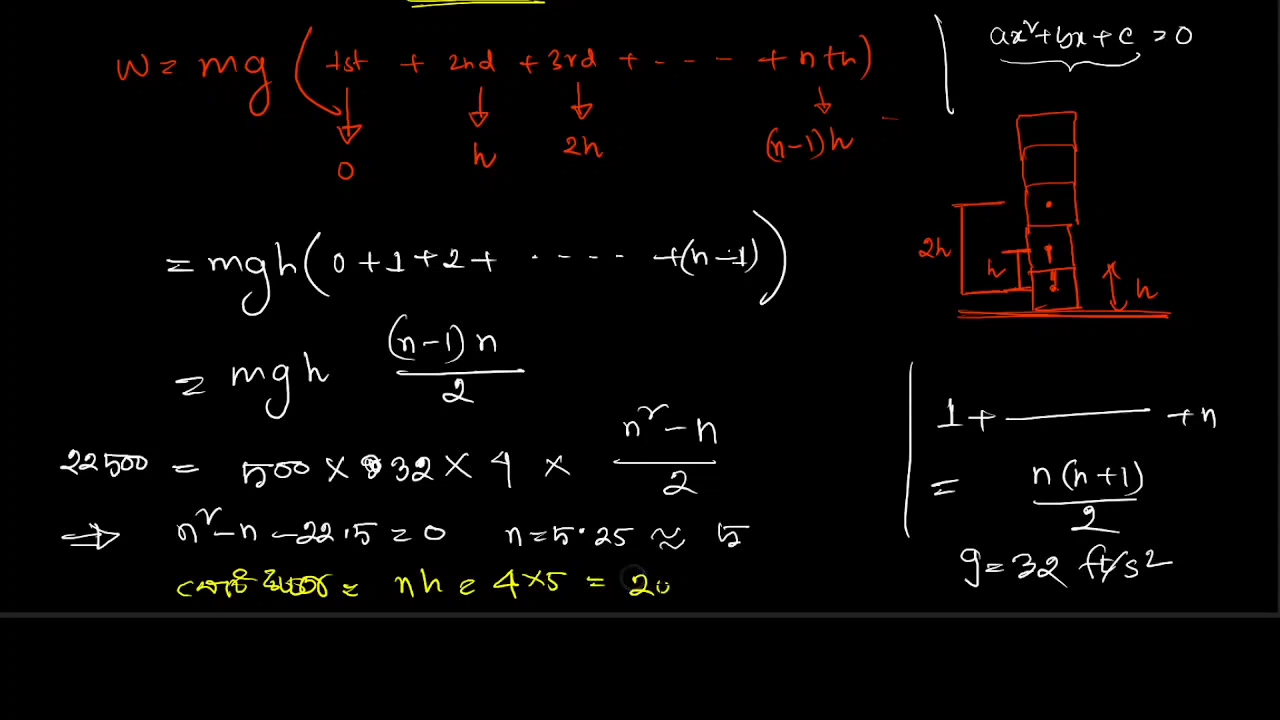 W = mg (1st + 2nd + 3rd + - - - - + nth)
0 h 2h (n-1)h
= mgh (0+1+2+ ..... +(n-1))
= mgh (n-1)n / 2
22500 = 500 × 32 × 4 × n²-n / 2
⇒ n²-n-22.5=0 n=5.25 ≈ 5
= nh = 4×5 = 20
ax²+bx+c=0
2h h h
1+ ——— +n
= n(n+1) / 2
g=32 ft/s²